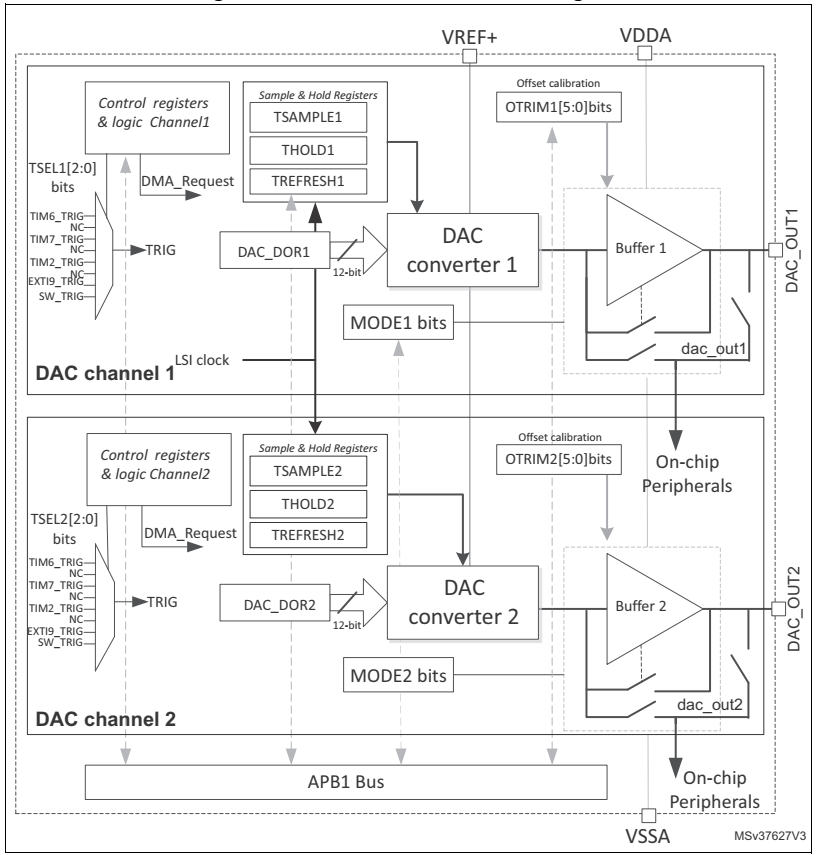 VREF+
VDDA
Control registers
& logic Channel1
Sample & Hold Registers
TSAMPLE1
THOLD1
TREFRESH1
Offset calibration
OTRIM1[5:0]bits
TSEL1[2:0]
bits
DMA_Request
TIM6_TRIG
NC
TIM7_TRIG
NC
TIM2_TRIG
NC
EXTI9_TRIG
SW_TRIG
TRIG
DAC_DOR1
12-bit
DAC
converter 1
Buffer 1
DAC_OUT1
MODE1 bits
dac_out1
LSI clock
DAC channel 1
On-chip
Peripherals
Control registers
& logic Channel2
Sample & Hold Registers
TSAMPLE2
THOLD2
TREFRESH2
Offset calibration
OTRIM2[5:0]bits
TSEL2[2:0]
bits
DMA_Request
TIM6_TRIG
NC
TIM7_TRIG
NC
TIM2_TRIG
NC
EXTI9_TRIG
SW_TRIG
TRIG
DAC_DOR2
12-bit
DAC
converter 2
Buffer 2
DAC_OUT2
MODE2 bits
dac_out2
DAC channel 2
APB1 Bus
On-chip
Peripherals
VSSA
MSv37627V3